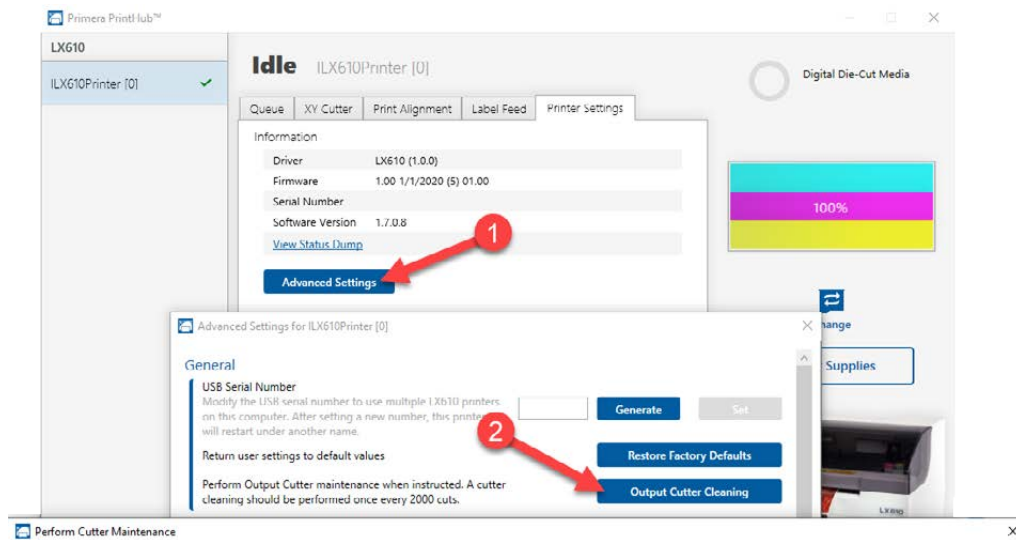 Primera PrintHub™
LX610
ILX610Printer [0]
Idle ILX610Printer [0]
Digital Die-Cut Media
Queue XY Cutter Print Alignment Label Feed Printer Settings
Information
Driver LX610 (1.0.0)
Firmware 1.00 1/1/2020 (5) 01.00
Serial Number
Software Version 1.7.0.8
View Status Dump
1
100%
Advanced Settings
Advanced Settings for ILX610Printer [0]
hange
General
Supplies
USB Serial Number
Modify the USB serial number to use multiple LX610 printers
on this computer. After setting a new number, this printer
will restart under another name.
Generate Set
2
Return user settings to default values
Restore Factory Defaults
Perform Output Cutter maintenance when instructed. A cutter
cleaning should be performed once every 2000 cuts.
Output Cutter Cleaning
LX610
Perform Cutter Maintenance